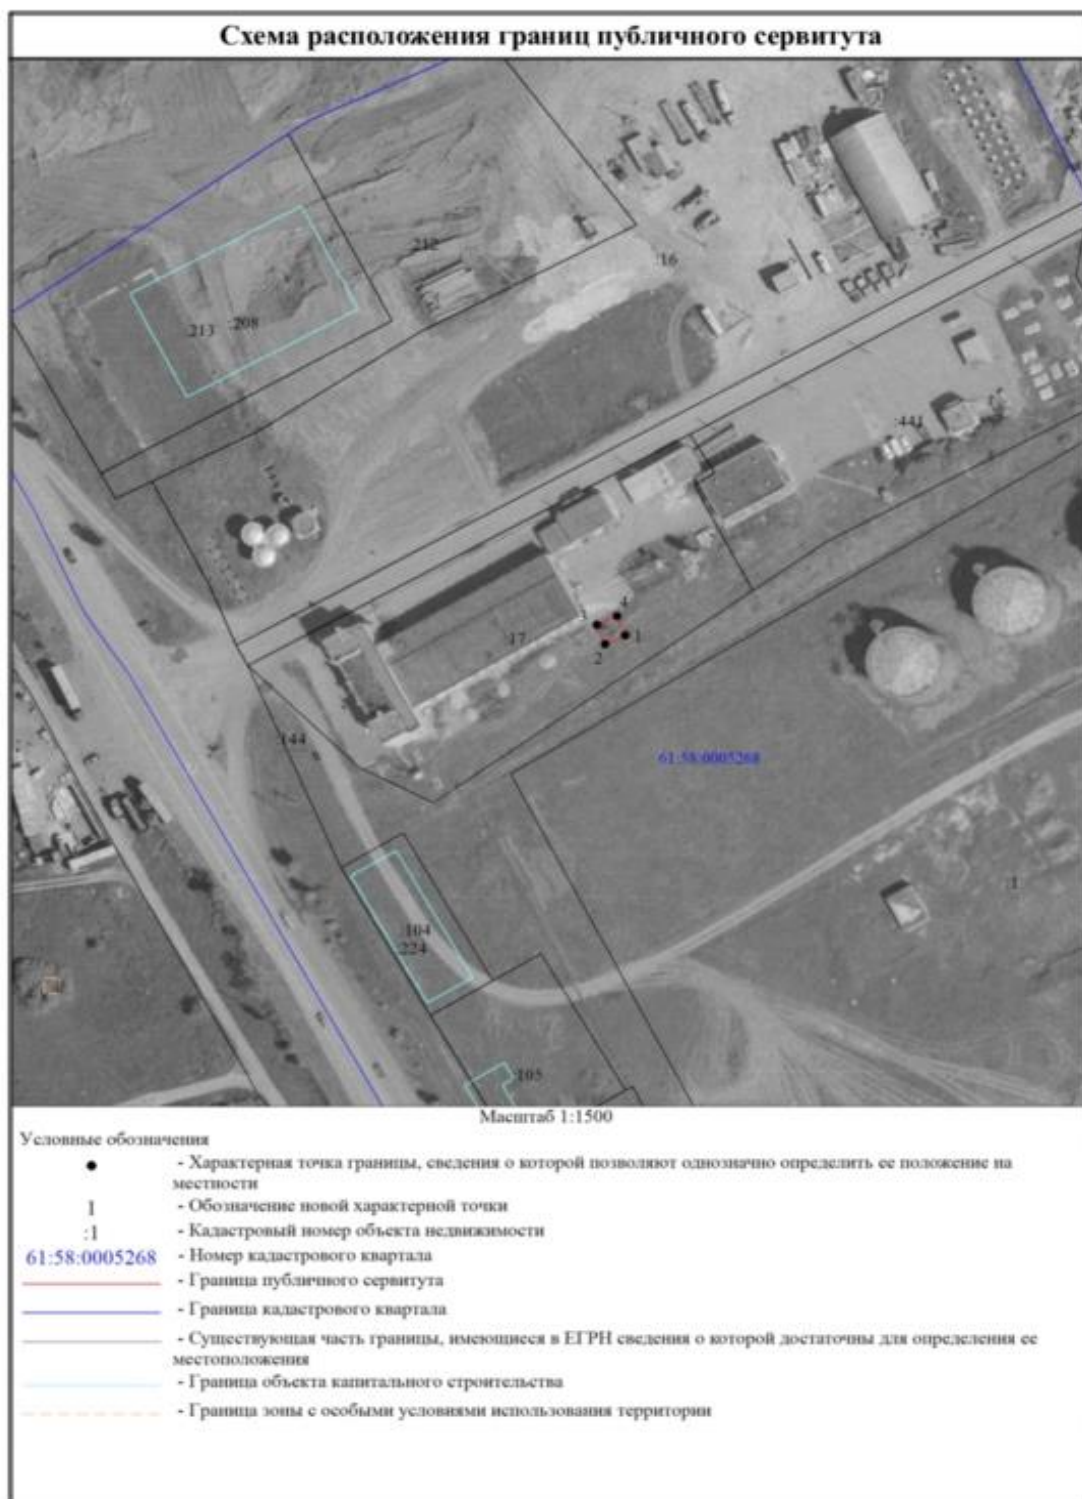 Схема расположения границ публичного сервитута
:212
:16
:213
:208
:441
4
3
1
2
:17
:144
61:58:0005268
:1
:104
:224
:105
Масштаб 1:1500
Условные обозначения
- Характерная точка границы, сведения о которой позволяют однозначно определить ее положение на
местности
1 - Обозначение новой характерной точки
:1 - Кадастровый номер объекта недвижимости
61:58:0005268 - Номер кадастрового квартала
- Граница публичного сервитута
- Граница кадастрового квартала
- Существующая часть границы, имеющиеся в ЕГРН сведения о которой достаточны для определения ее
местоположения
- Граница объекта капитального строительства
- Граница зоны с особыми условиями использования территории